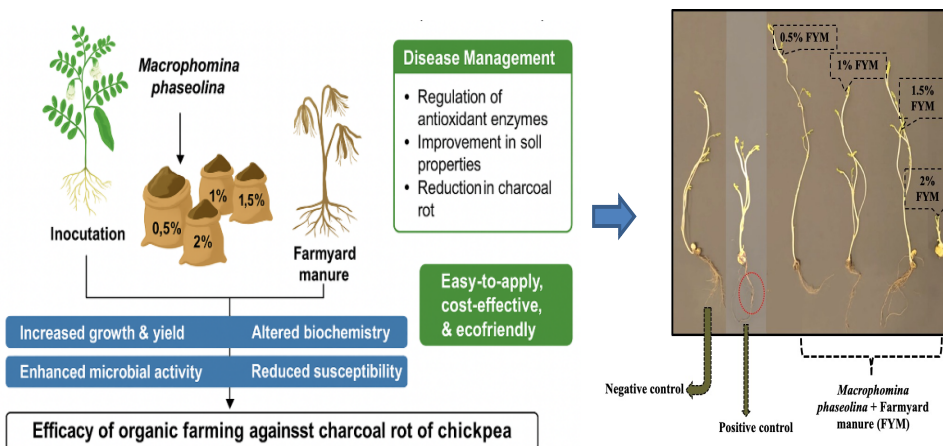 Macrophomina
phaseolina
0,5%
1%
1,5%
2%
Inocutation
Farmyard
manure
Disease Management
• Regulation of
antioxidant enzymes
• Improvement in soll
properties
• Reduction in charcoal
rot
Easy-to-apply,
cost-effective,
& ecofriendly
Increased growth & yield
Altered biochemistry
Enhanced microbial activity
Reduced susceptibility
Efficacy of organic farming againsst charcoal rot of chickpea
0.5% FYM
1% FYM
1.5%
FYM
2%
FYM
Negative control
Positive control
Macrophomina
phaseolina + Farmyard
manure (FYM)